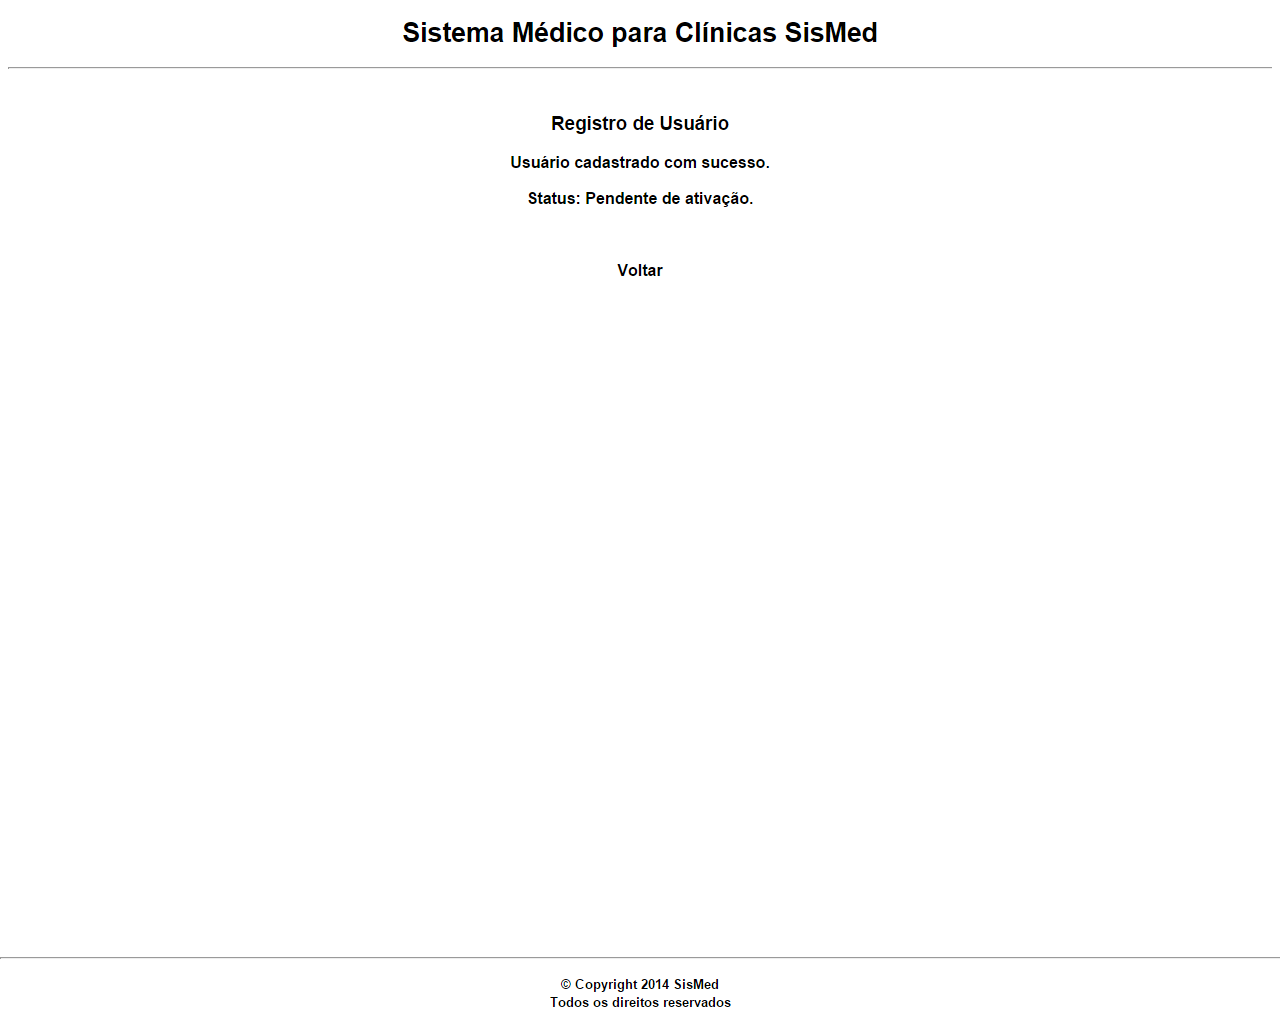 Sistema Médico para Clínicas SisMed
Registro de Usuário
Usuário cadastrado com sucesso.
Status: Pendente de ativação.
Voltar
© Copyright 2014 SisMed
Todos os direitos reservados